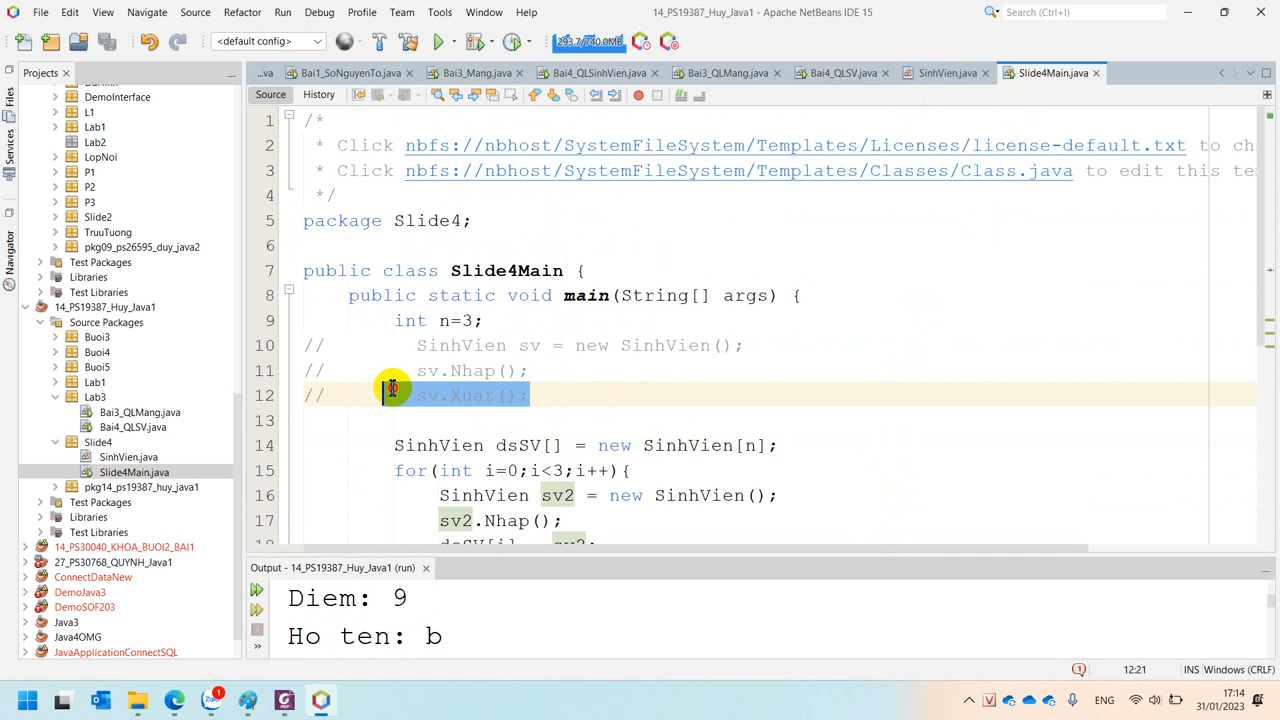 File Edit View Navigate Source Refactor Run Debug Profile Team Tools Window Help 14_PS19387_Huy_Java1 - Apache NetBeans IDE 15 Search (Ctrl+I)
<default config> 293.7/740.0MB
Projects ...va Bai1_SoNguyenTo.java Bai3_Mang.java Bai4_QLSinhVien.java Bai3_QLMang.java Bai4_QLSV.java SinhVien.java Slide4Main.java
Source History
Files
Services
Navigator
DemoInterface
L1
Lab1
Lab2
LopNoi
P1
P2
P3
Slide2
TruuTuong
pkg09_ps26595_duy_java2
Test Packages
Libraries
Test Libraries
14_PS19387_Huy_Java1
Source Packages
Buoi3
Buoi4
Buoi5
Lab1
Lab3
Bai3_QLMang.java
Bai4_QLSV.java
Slide4
SinhVien.java
Slide4Main.java
pkg14_ps19387_huy_java1
Test Packages
Libraries
Test Libraries
14_PS30040_KHOA_BUOI2_BAI1
27_PS30768_QUYNH_Java1
ConnectDataNew
DemoJava3
DemoSOF203
Java3
Java4OMG
JavaApplicationConnectSQL
1 /*
2 * Click nbfs://nbhost/SystemFileSystem/Templates/Licenses/license-default.txt to ch
3 * Click nbfs://nbhost/SystemFileSystem/Templates/Classes/Class.java to edit this te
4 */
5 package Slide4;
6
7 public class Slide4Main {
8 public static void main(String[] args) {
9 int n=3;
10 // SinhVien sv = new SinhVien();
11 // sv.Nhap();
12 // sv.Xuat();
13
14 SinhVien dsSV[] = new SinhVien[n];
15 for(int i=0;i<3;i++){
16 SinhVien sv2 = new SinhVien();
17 sv2.Nhap();
Output - 14_PS19387_Huy_Java1 (run)
Diem: 9
Ho ten: b
12:21 INS Windows (CRLF)
ENG 17:14
31/01/2023